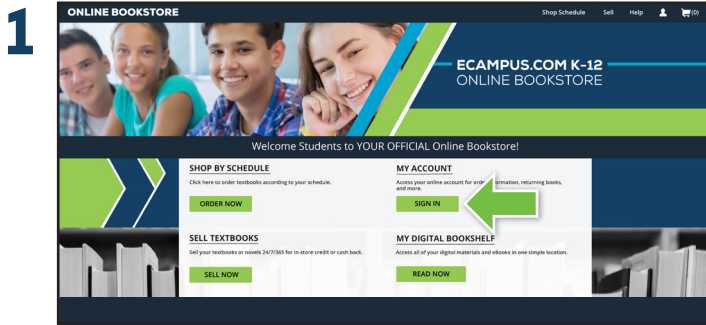 1
ONLINE BOOKSTORE
Shop Schedule Sell Help (0)
ECAMPUS.COM K-12
ONLINE BOOKSTORE
Welcome Students to YOUR OFFICIAL Online Bookstore!
SHOP BY SCHEDULE
Click here to order textbooks according to your schedule.
ORDER NOW
MY ACCOUNT
Access your online account for order information, returning books,
and more.
SIGN IN
SELL TEXTBOOKS
Sell your textbooks or novels 24/7/365 for in-store credit or cash back.
SELL NOW
MY DIGITAL BOOKSHELF
Access all of your digital materials and eBooks in one simple location.
READ NOW